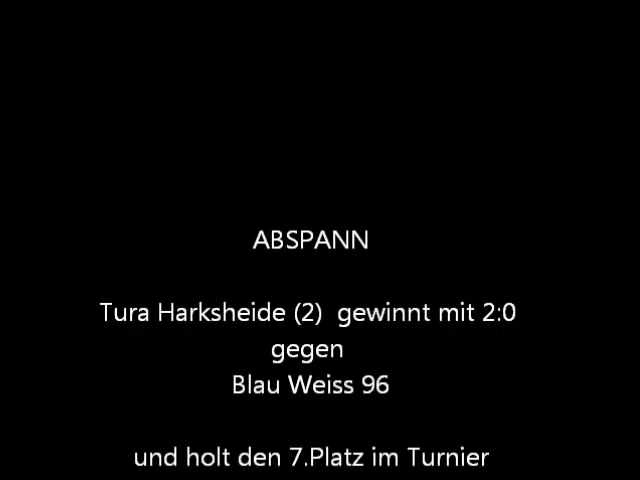 ABSPANN
Tura Harksheide (2)  gewinnt mit 2:0
gegen
Blau Weiss 96
und holt den 7.Platz im Turnier